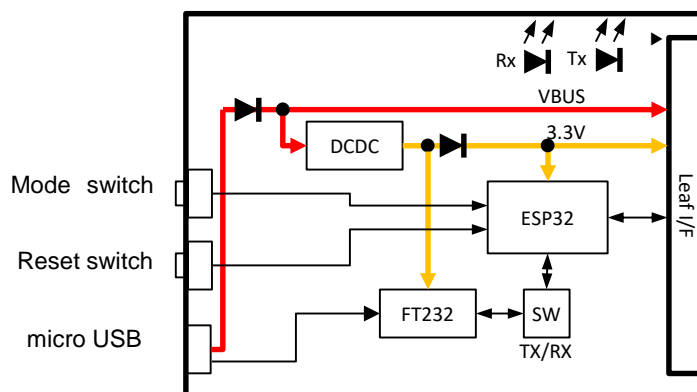 Rx
Tx
VBUS
DCDC
3.3V
Mode switch
ESP32
Leaf I/F
Reset switch
FT232
SW
micro USB
TX/RX